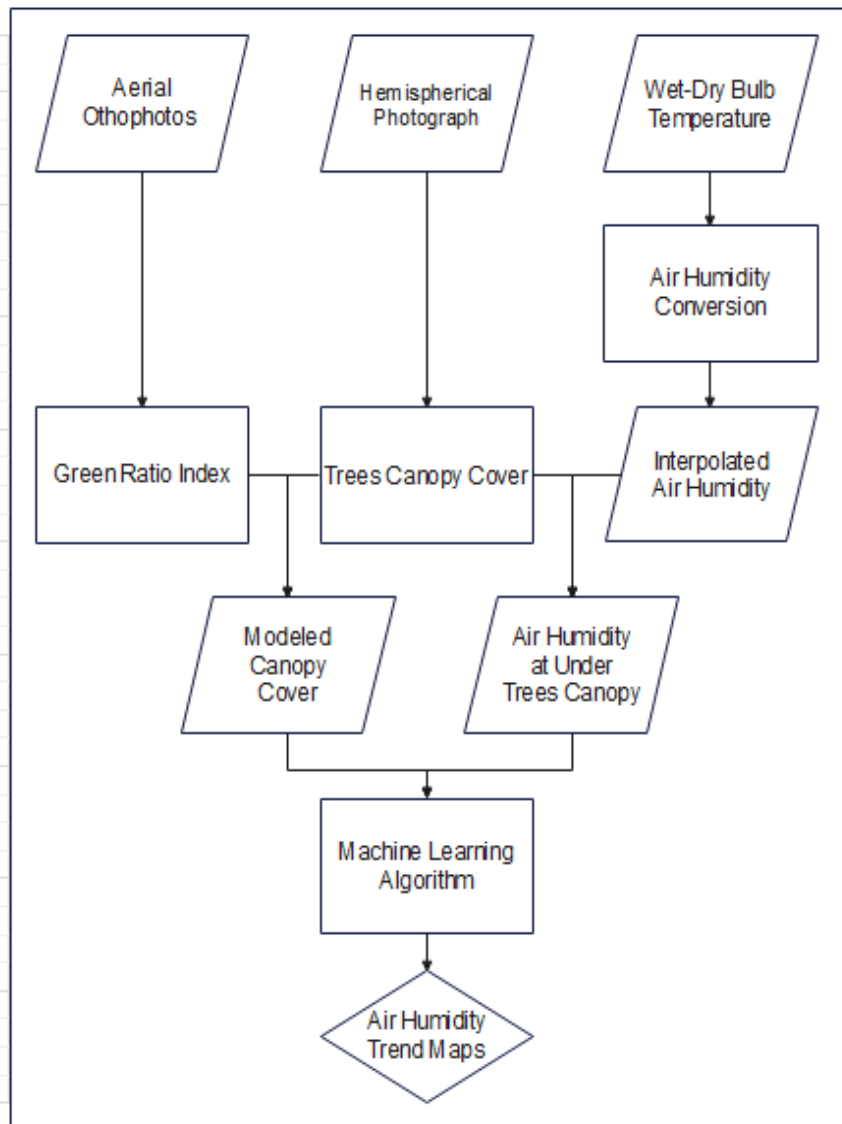 Aerial
Othophotos
Hemispherical
Photograph
Wet-Dry Bulb
Temperature
Air Humidity
Conversion
Green Ratio Index
Trees Canopy Cover
Interpolated
Air Humidity
Modeled
Canopy
Cover
Air Humidity
at Under
Trees Canopy
Machine Learning
Algorithm
Air Humidity
Trend Maps